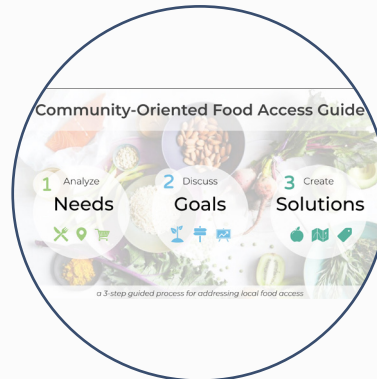 Community-Oriented Food Access Guide
1 Analyze
Needs
2 Discuss
Goals
3 Create
Solutions
a 3-step guided process for addressing local food access